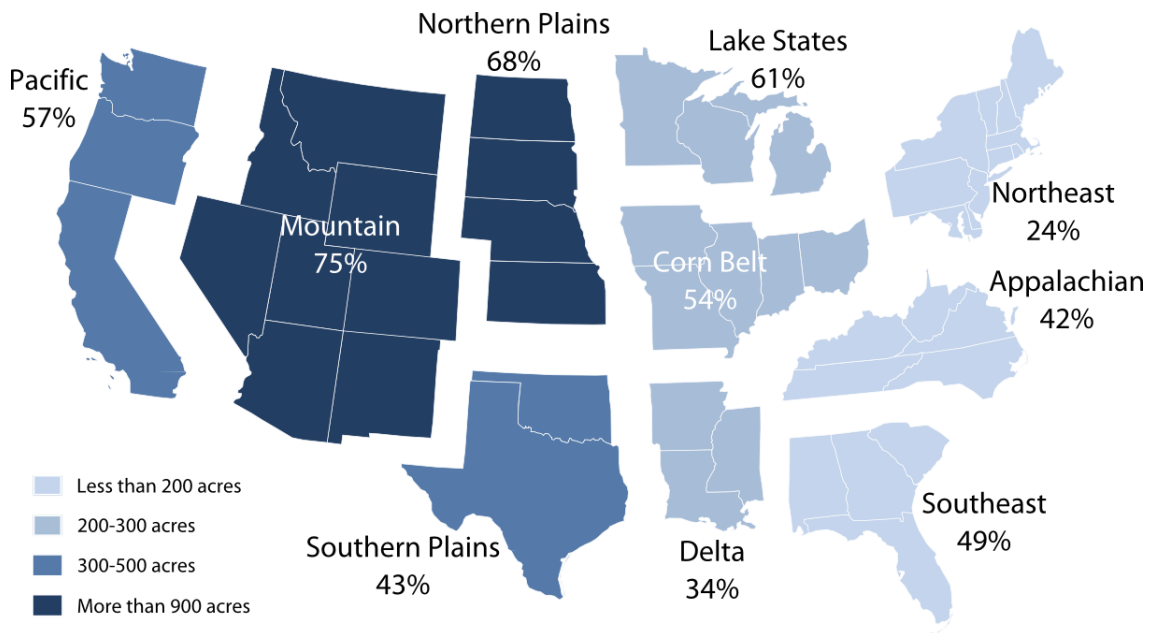 Northern Plains
68%
Lake States
61%
Pacific
57%
Northeast
24%
Mountain
75%
Corn Belt
54%
Appalachian
42%
Less than 200 acres
200-300 acres
300-500 acres
More than 900 acres
Southern Plains
43%
Delta
34%
Southeast
49%